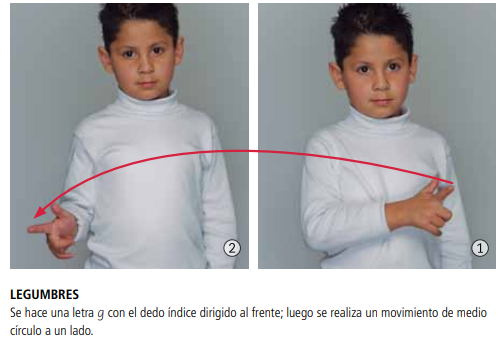 2
1
LEGUMBRES
Se hace una letra g con el dedo índice dirigido al frente; luego se realiza un movimiento de medio
círculo a un lado.